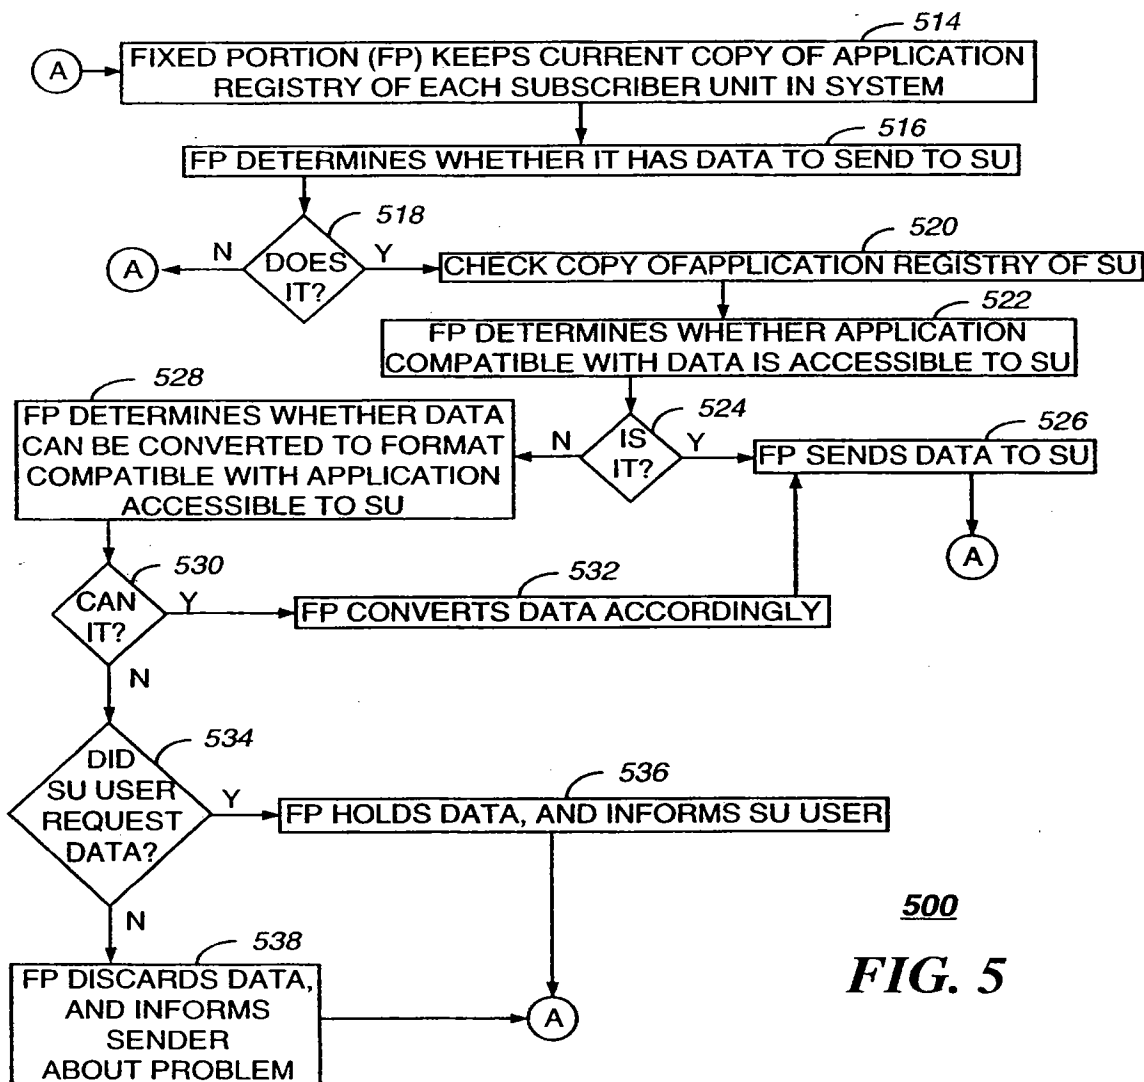 514
A
FIXED PORTION (FP) KEEPS CURRENT COPY OF APPLICATION
REGISTRY OF EACH SUBSCRIBER UNIT IN SYSTEM
516
FP DETERMINES WHETHER IT HAS DATA TO SEND TO SU
518
A
N
DOES
IT?
Y
520
CHECK COPY OFAPPLICATION REGISTRY OF SU
522
FP DETERMINES WHETHER APPLICATION
COMPATIBLE WITH DATA IS ACCESSIBLE TO SU
528
FP DETERMINES WHETHER DATA
CAN BE CONVERTED TO FORMAT
COMPATIBLE WITH APPLICATION
ACCESSIBLE TO SU
524
N
IS
IT?
Y
526
FP SENDS DATA TO SU
A
530
CAN
IT?
Y
532
FP CONVERTS DATA ACCORDINGLY
N
534
DID
SU USER
REQUEST
DATA?
Y
536
FP HOLDS DATA, AND INFORMS SU USER
N
538
FP DISCARDS DATA,
AND INFORMS
SENDER
ABOUT PROBLEM
A
500
FIG. 5